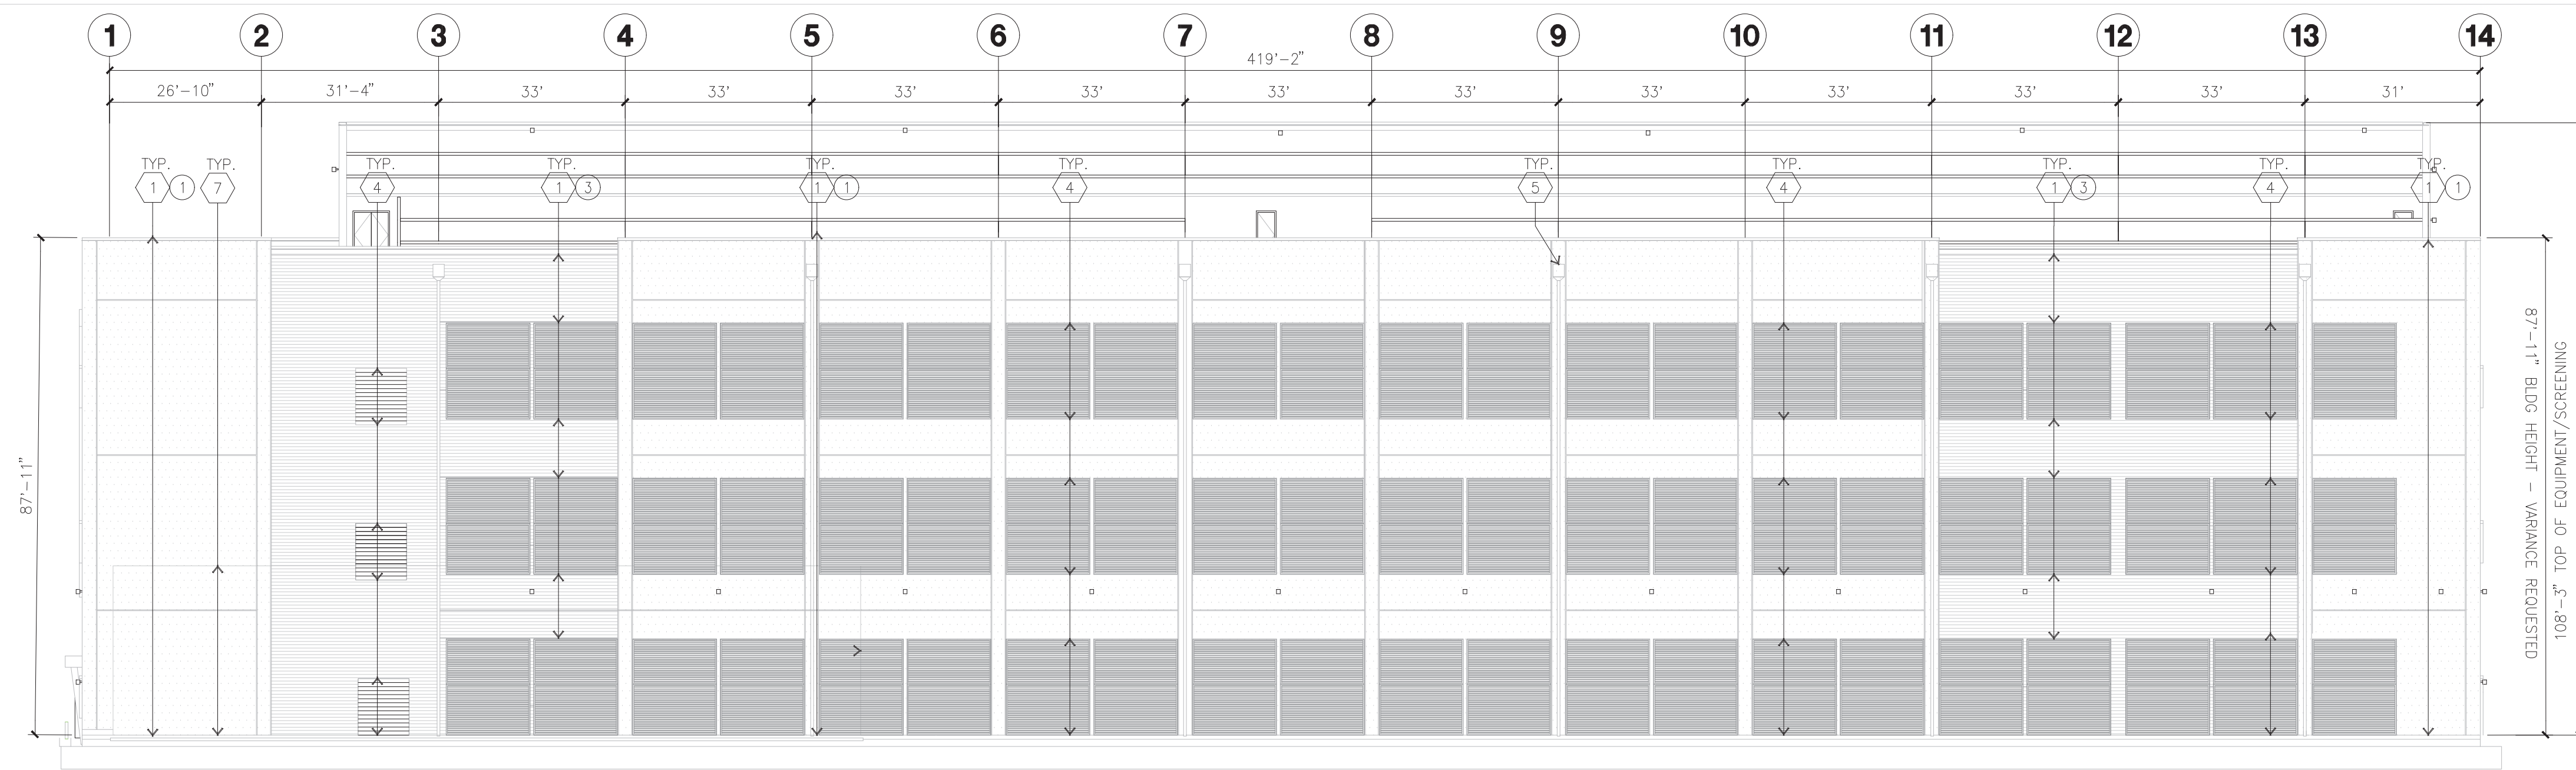 1 2 3 4 5 6 7 8 9 10 11 12 13 14
419'-2"
26'-10" 31'-4" 33' 33' 33' 33' 33' 33' 33' 33' 33' 33' 31'
TYP. TYP. TYP. TYP. TYP. TYP. TYP. TYP. TYP. TYP. TYP.
1 1 7 4 1 3 1 1 4 5 4 1 3 4 1 1
87'-11"
87'-11" BLDG HEIGHT - VARIANCE REQUESTED
108'-3" TOP OF EQUIPMENT/SCREENING